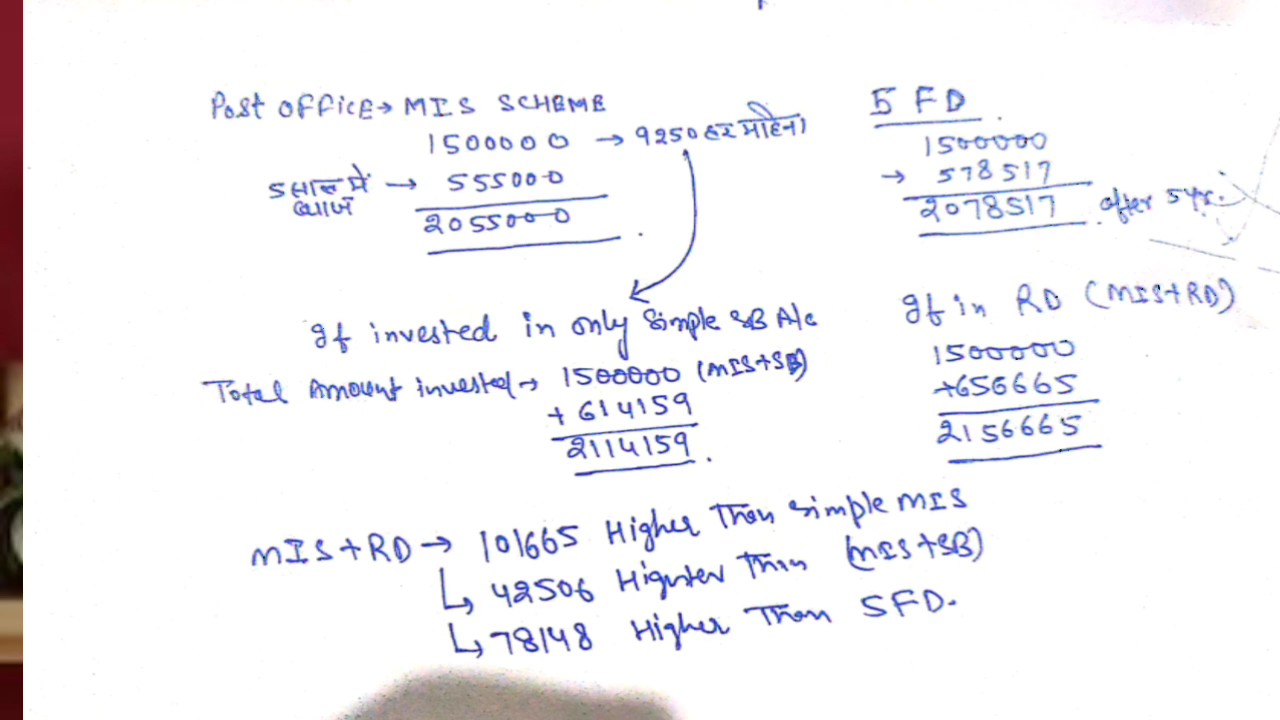 Post OFFICE → MIS SCHEME
1500000 → 9250 हर महिना
5 साल में ब्याज → 555000
2055000
5 FD
1500000
→ 578517
2078517 after 5 yr.
If invested in only Simple SB A/c
Total Amount invested → 1500000 (MIS+SB)
+ 614159
2114159.
If in RD (MIS+RD)
1500000
+656665
2156665
MIS+RD → 101665 Higher Than Simple MIS
↳ 42506 Highter Than (MIS+SB)
↳ 78148 Higher Than 5FD.